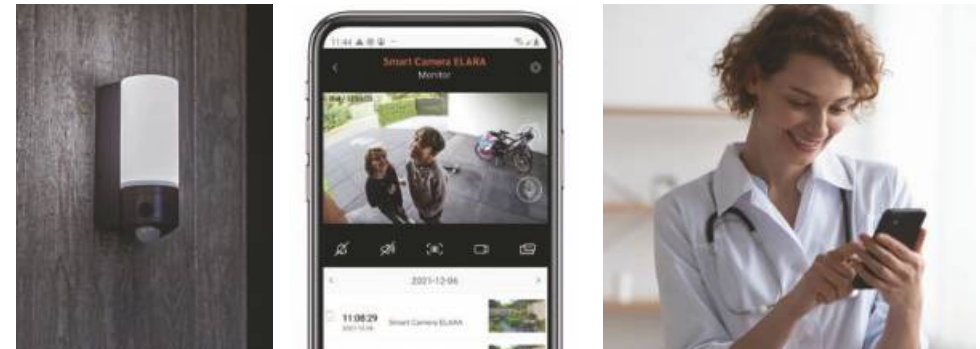 11:44
Smart Camera ELARA
Monitor
2021-12-06
11:08:29
Smart Camera ELARA